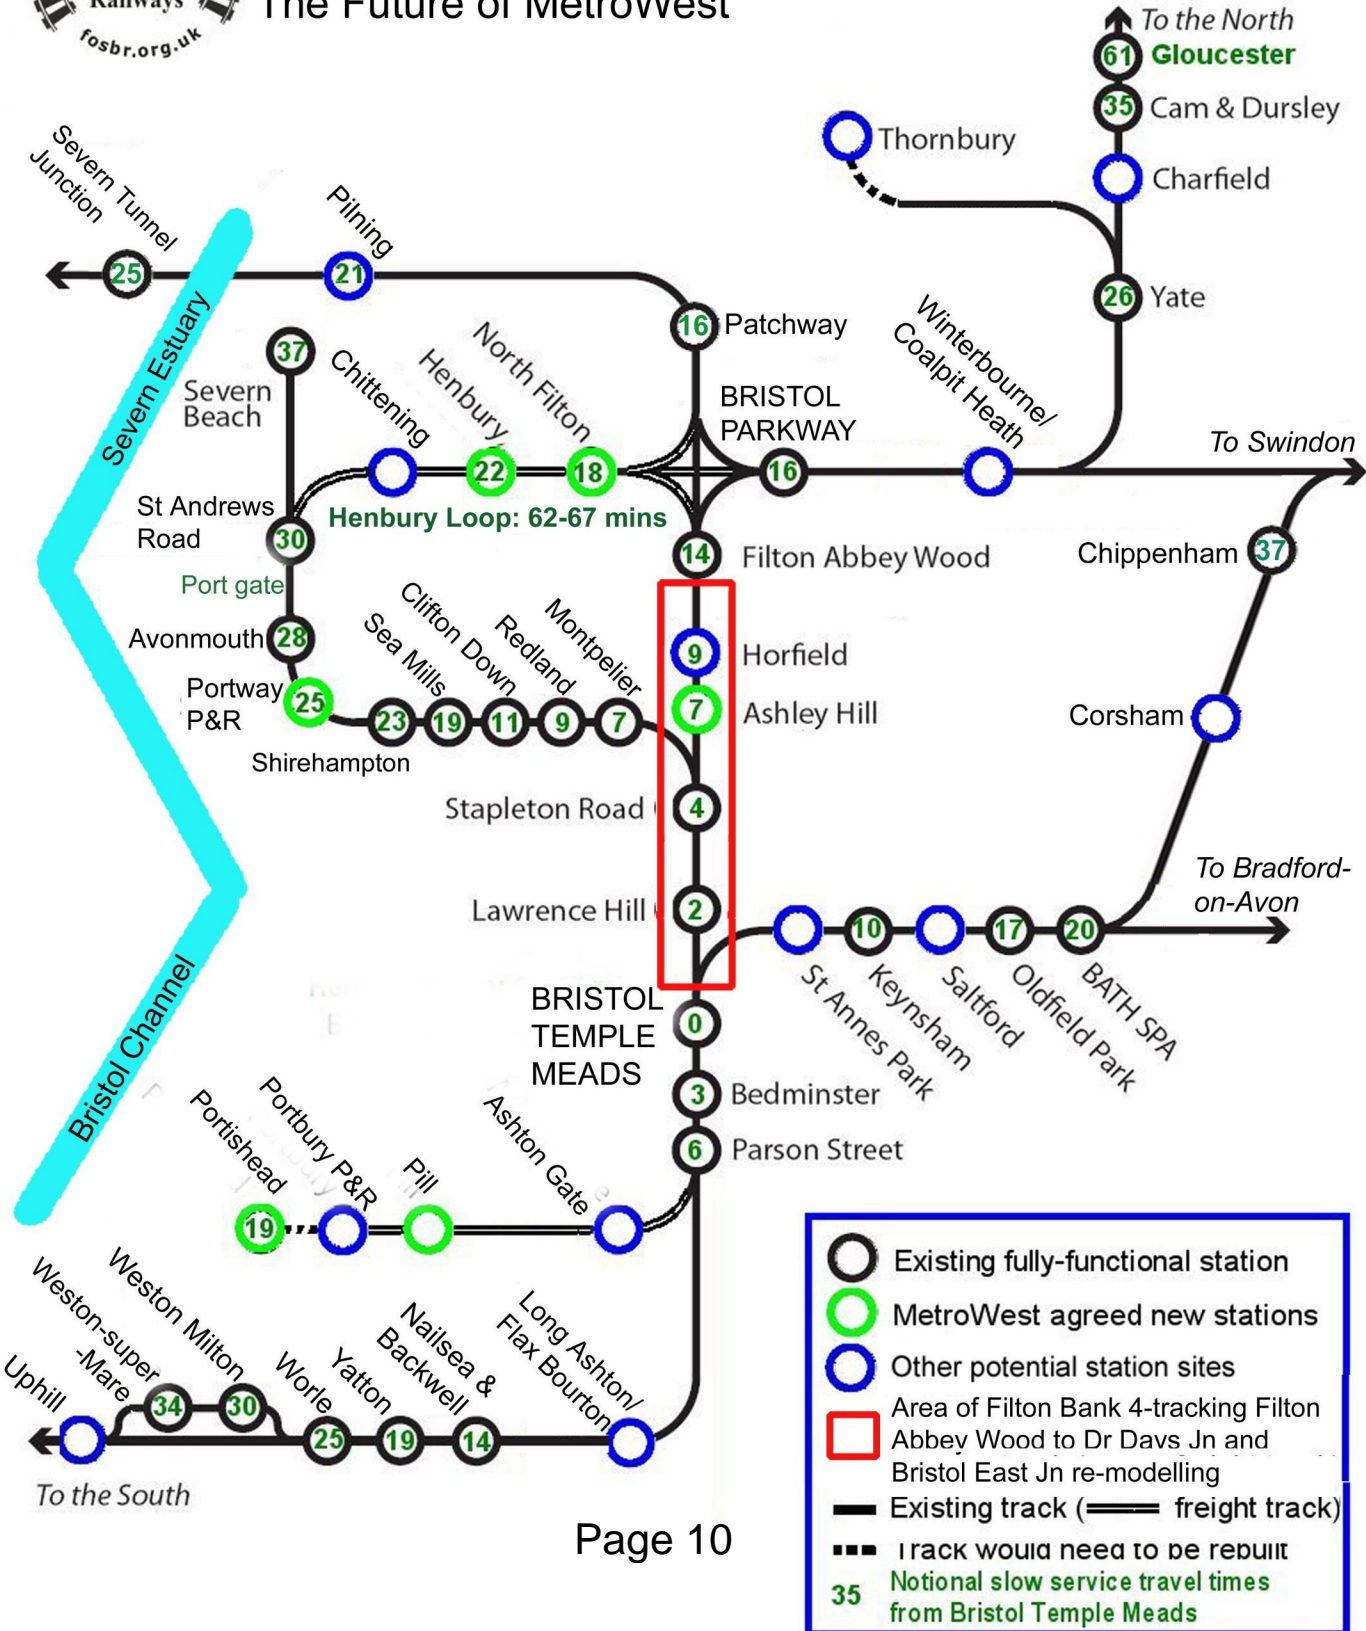 Railways
fosbr.org.uk
The Future of MetroWest
To the North
61 Gloucester
35 Cam & Dursley
Thornbury
Charfield
Severn Tunnel
Junction
25
Pilning
21
26 Yate
16 Patchway
Winterbourne/
Coalpit Heath
37
Severn
Beach
Chittening
Henbury
22
North Filton
18
BRISTOL
PARKWAY
16
To Swindon
Severn Estuary
St Andrews
Road
30
Henbury Loop: 62-67 mins
14 Filton Abbey Wood
Chippenham 37
Port gate
Avonmouth 28
Portway
P&R
25
Shirehampton
23
Sea Mills
19
Clifton Down
11
Redland
9
Montpelier
7
9 Horfield
7 Ashley Hill
Corsham
Stapleton Road 4
Lawrence Hill 2
To Bradford-
on-Avon
St Annes Park
10
Keynsham
Saltford
17
Oldfield Park
20
BATH SPA
BRISTOL
TEMPLE
MEADS
0
Bristol Channel
3 Bedminster
6 Parson Street
Portishead
19
Portbury P&R
Pill
Ashton Gate
Uphill
Weston-super
-Mare
34
Weston Milton
30
Worle
25
Yatton
19
Nailsea &
Backwell
14
Long Ashton/
Flax Bourton
To the South
Page 10
Existing fully-functional station
MetroWest agreed new stations
Other potential station sites
Area of Filton Bank 4-tracking Filton
Abbey Wood to Dr Days Jn and
Bristol East Jn re-modelling
Existing track ( freight track)
Track would need to be rebuilt
35 Notional slow service travel times
from Bristol Temple Meads